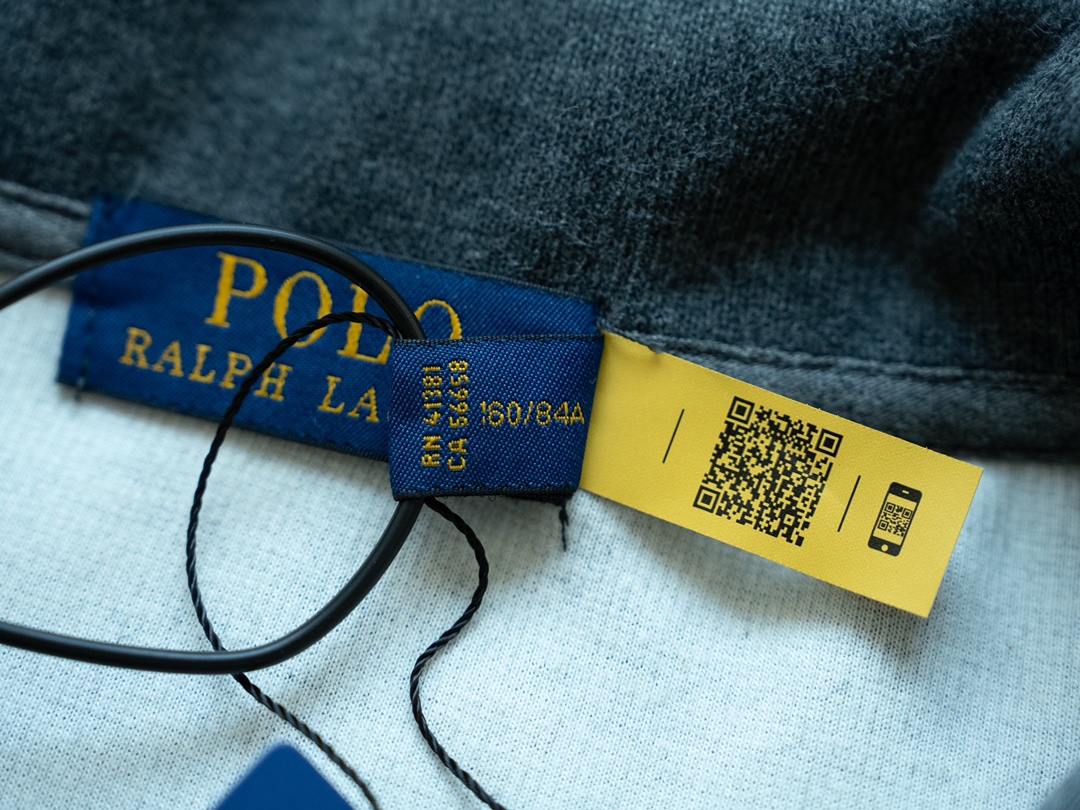 POLO
RALPH LA
RN 41381
CA 56658
160/84A